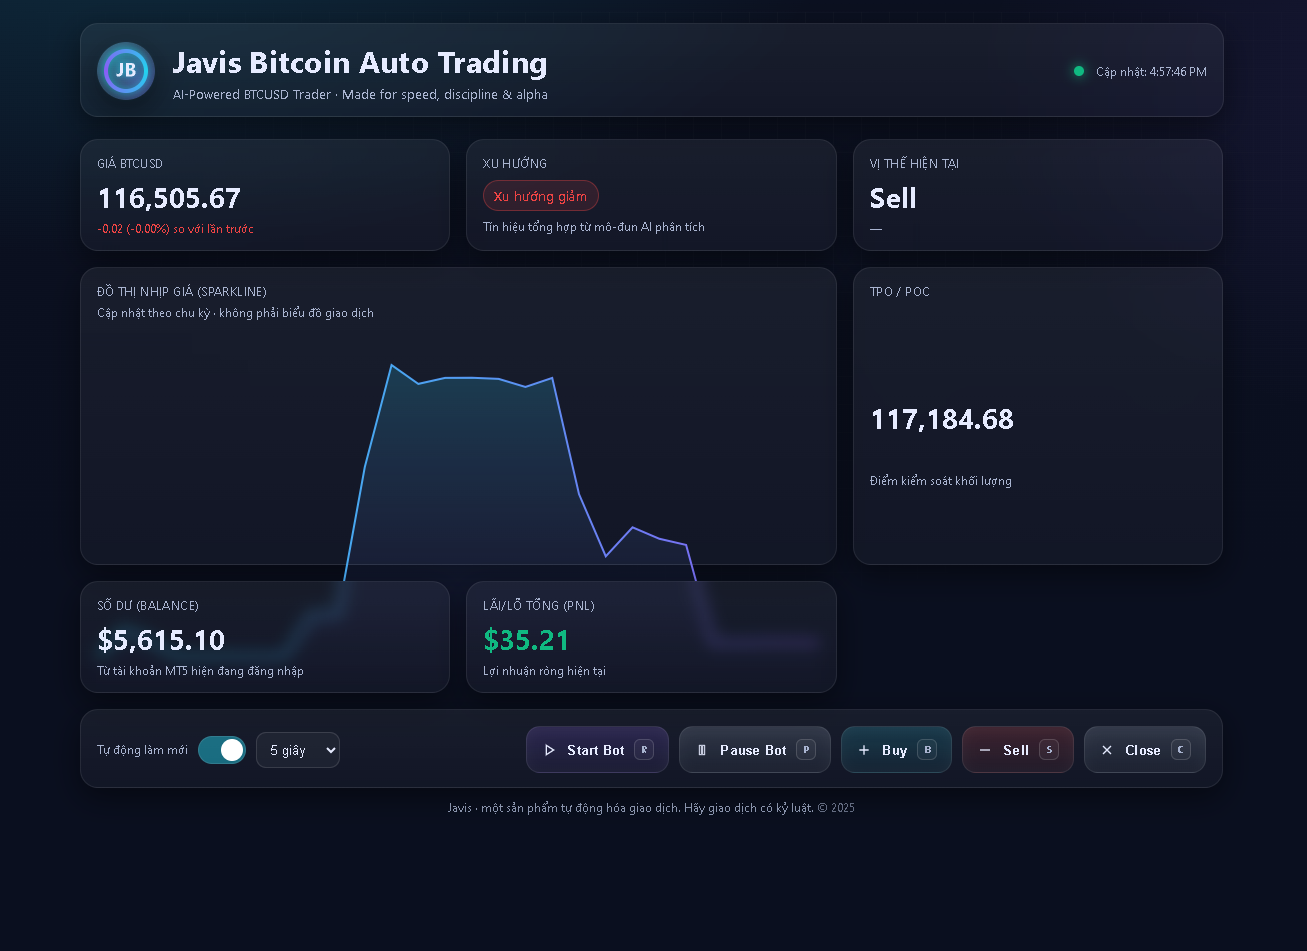 JB
Javis Bitcoin Auto Trading
AI-Powered BTCUSD Trader · Made for speed, discipline & alpha
Cập nhật: 4:57:46 PM
GIÁ BTCUSD
116,505.67
-0.02 (-0.00%) so với lần trước
XU HƯỚNG
Xu hướng giảm
Tín hiệu tổng hợp từ mô-đun AI phân tích
VỊ THẾ HIỆN TẠI
Sell
—
ĐỒ THỊ NHỊP GIÁ (SPARKLINE)
Cập nhật theo chu kỳ · không phải biểu đồ giao dịch
TPO / POC
117,184.68
Điểm kiểm soát khối lượng
SỐ DƯ (BALANCE)
$5,615.10
Từ tài khoản MT5 hiện đang đăng nhập
LÃI/LỖ TỔNG (PNL)
$35.21
Lợi nhuận ròng hiện tại
Tự động làm mới
5 giây
Start Bot R
Pause Bot P
Buy B
Sell S
Close C
Javis · một sản phẩm tự động hóa giao dịch. Hãy giao dịch có kỷ luật. © 2025